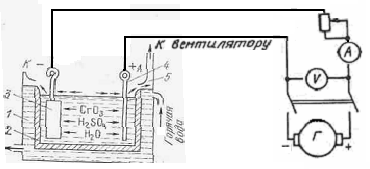 К вентилятору
К -
+ А
4
5
3
1
2
CrO₃
H₂SO₄
H₂O
Горячая
вода
А
V
Г
- +